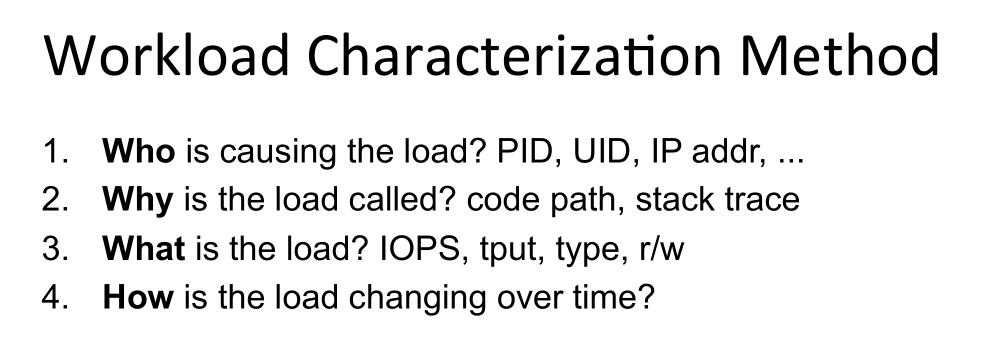 Workload Characterization Method
1. Who is causing the load? PID, UID, IP addr, ...
2. Why is the load called? code path, stack trace
3. What is the load? IOPS, tput, type, r/w
4. How is the load changing over time?